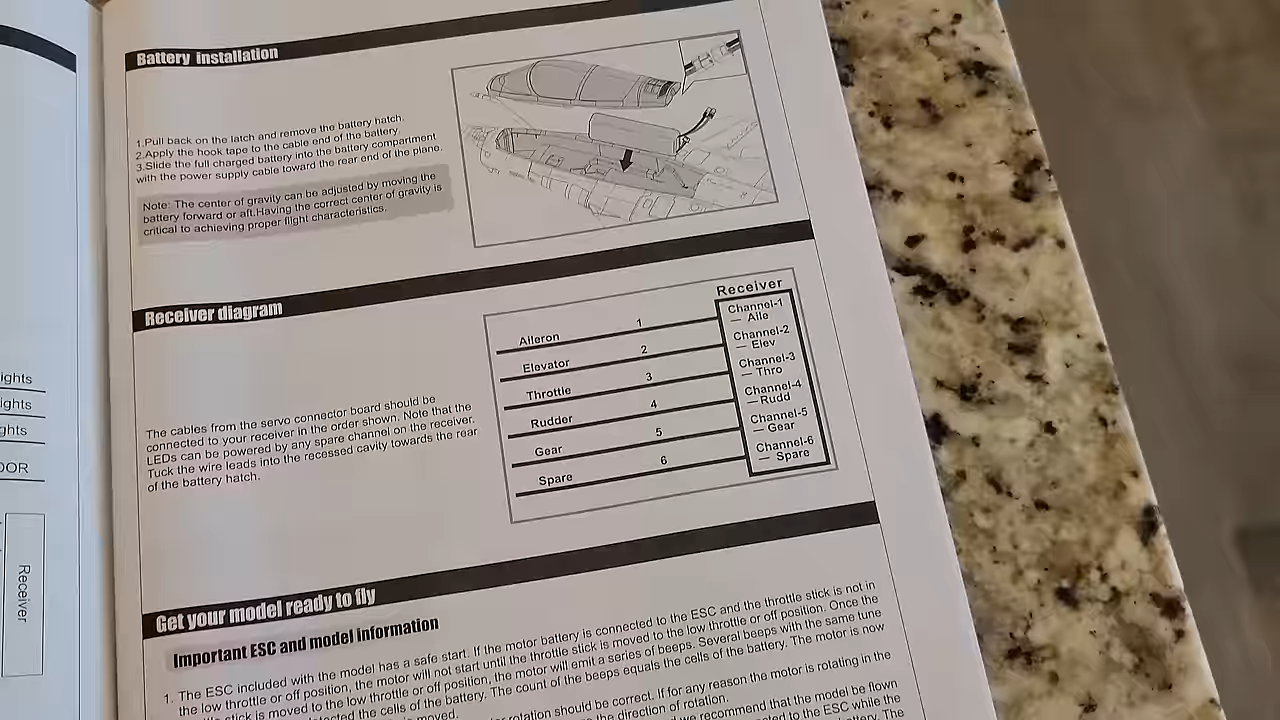 ights
ights
ghts
OOR
Receiver
Battery installation
1.Pull back on the latch and remove the battery hatch.
2.Apply the hook tape to the cable end of the battery.
3.Slide the full charged battery into the battery compartment
with the power supply cable toward the rear end of the plane.
Note: The center of gravity can be adjusted by moving the
battery forward or aft.Having the correct center of gravity is
critical to achieving proper flight characteristics.
Receiver diagram
The cables from the servo connector board should be
connected to your receiver in the order shown. Note that the
LEDs can be powered by any spare channel on the receiver.
Tuck the wire leads into the recessed cavity towards the rear
of the battery hatch.
Receiver
Aileron 1 Channel-1
— Aile
Elevator 2 Channel-2
— Elev
Throttle 3 Channel-3
— Thro
Rudder 4 Channel-4
— Rudd
Gear 5 Channel-5
— Gear
Spare 6 Channel-6
— Spare
Get your model ready to fly
Important ESC and model information
1. The ESC included with the model has a safe start. If the motor battery is connected to the ESC and the throttle stick is not in
the low throttle or off position, the motor will not start until the throttle stick is moved to the low throttle or off position. Once the
stick is moved to the low throttle or off position, the motor will emit a series of beeps. Several beeps with the same tune
detected the cells of the battery. The count of the beeps equals the cells of the battery. The motor is now
is moved.
rotation should be correct. If for any reason the motor is rotating in the
the direction of rotation.
we recommend that the model be flown
to the ESC while the
The